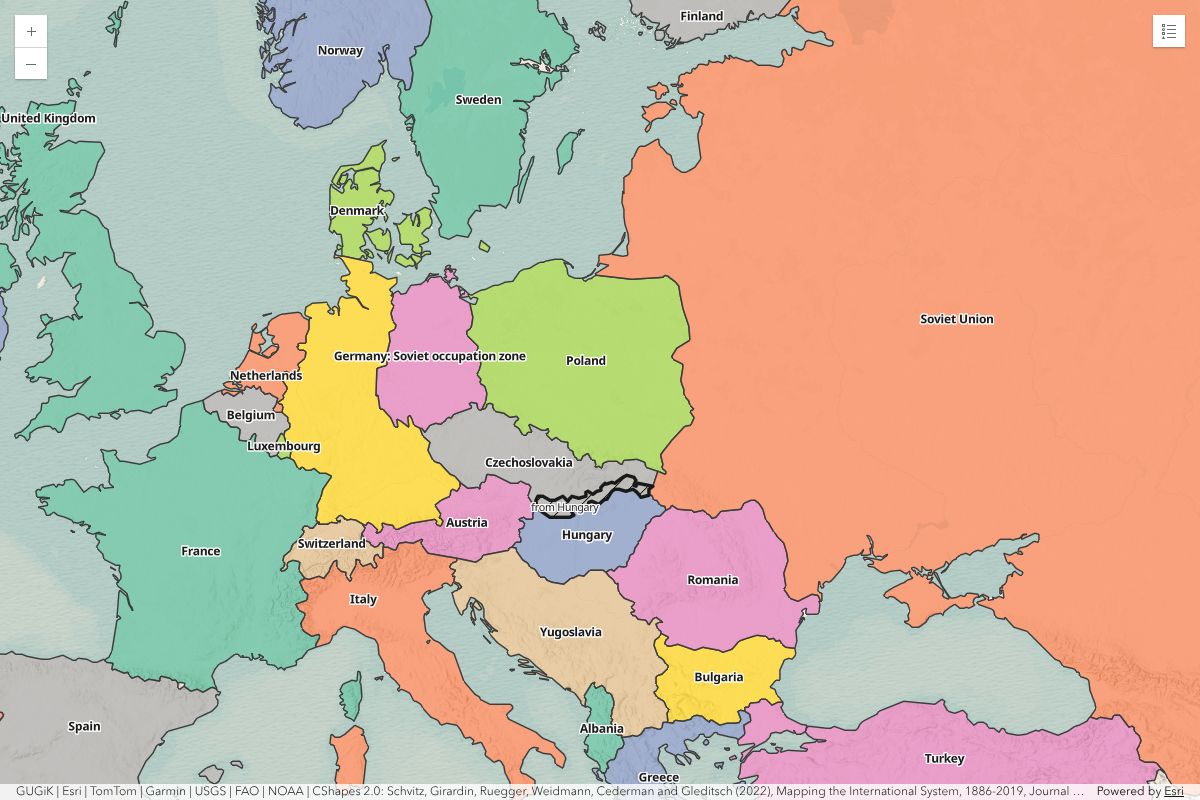 +
−
Finland
Norway
Sweden
United Kingdom
Denmark
Soviet Union
Germany: Soviet occupation zone
Poland
Netherlands
Belgium
Luxembourg
Czechoslovakia
from Hungary
Austria
Hungary
Switzerland
France
Romania
Italy
Yugoslavia
Bulgaria
Spain
Albania
Turkey
Greece
GUGiK | Esri | TomTom | Garmin | USGS | FAO | NOAA | CShapes 2.0: Schvitz, Girardin, Ruegger, Weidmann, Cederman and Gleditsch (2022), Mapping the International System, 1886-2019, Journal … Powered by Esri